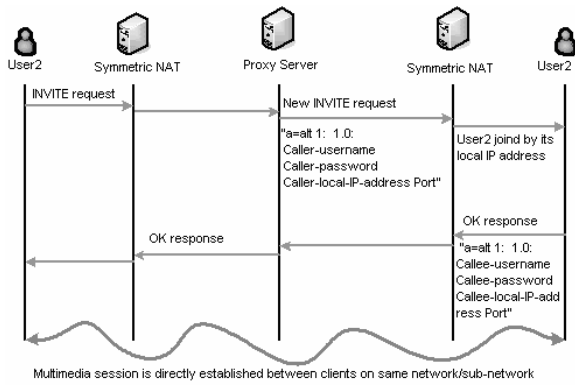 User2
Symmetric NAT
Proxy Server
Symmetric NAT
User2
INVITE request
New INVITE request
"a=alt 1: 1.0:
Caller-username
Caller-password
Caller-local-IP-address Port"
User2 joind by its
local IP address
OK response
OK response
"a=alt 1: 1.0:
Callee-username
Callee-password
Callee-local-IP-add
ress Port"
Multimedia session is directly established between clients on same network/sub-network